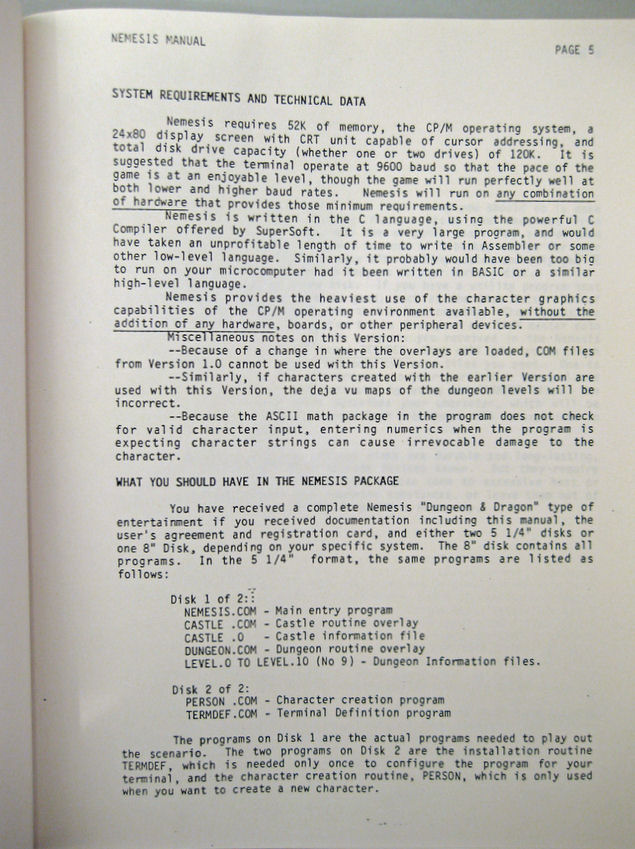 NEMESIS MANUAL
PAGE 5
SYSTEM REQUIREMENTS AND TECHNICAL DATA
Nemesis requires 52K of memory, the CP/M operating system, a
24x80 display screen with CRT unit capable of cursor addressing, and
total disk drive capacity (whether one or two drives) of 120K. It is
suggested that the terminal operate at 9600 baud so that the pace of the
game is at an enjoyable level, though the game will run perfectly well at
both lower and higher baud rates. Nemesis will run on any combination
of hardware that provides those minimum requirements.
Nemesis is written in the C language, using the powerful C
Compiler offered by SuperSoft. It is a very large program, and would
have taken an unprofitable length of time to write in Assembler or some
other low-level language. Similarly, it probably would have been too big
to run on your microcomputer had it been written in BASIC or a similar
high-level language.
Nemesis provides the heaviest use of the character graphics
capabilities of the CP/M operating environment available, without the
addition of any hardware, boards, or other peripheral devices.
Miscellaneous notes on this Version:
--Because of a change in where the overlays are loaded, COM files
from Version 1.0 cannot be used with this Version.
--Similarly, if characters created with the earlier Version are
used with this Version, the deja vu maps of the dungeon levels will be
incorrect.
--Because the ASCII math package in the program does not check
for valid character input, entering numerics when the program is
expecting character strings can cause irrevocable damage to the
character.
WHAT YOU SHOULD HAVE IN THE NEMESIS PACKAGE
You have received a complete Nemesis "Dungeon & Dragon" type of
entertainment if you received documentation including this manual, the
user's agreement and registration card, and either two 5 1/4" disks or
one 8" Disk, depending on your specific system. The 8" disk contains all
programs. In the 5 1/4" format, the same programs are listed as
follows:
Disk 1 of 2:
NEMESIS.COM - Main entry program
CASTLE .COM - Castle routine overlay
CASTLE .0 - Castle information file
DUNGEON.COM - Dungeon routine overlay
LEVEL.0 TO LEVEL.10 (No 9) - Dungeon Information files.
Disk 2 of 2:
PERSON .COM - Character creation program
TERMDEF.COM - Terminal Definition program
The programs on Disk 1 are the actual programs needed to play out
the scenario. The two programs on Disk 2 are the installation routine
TERMDEF, which is needed only once to configure the program for your
terminal, and the character creation routine, PERSON, which is only used
when you want to create a new character.